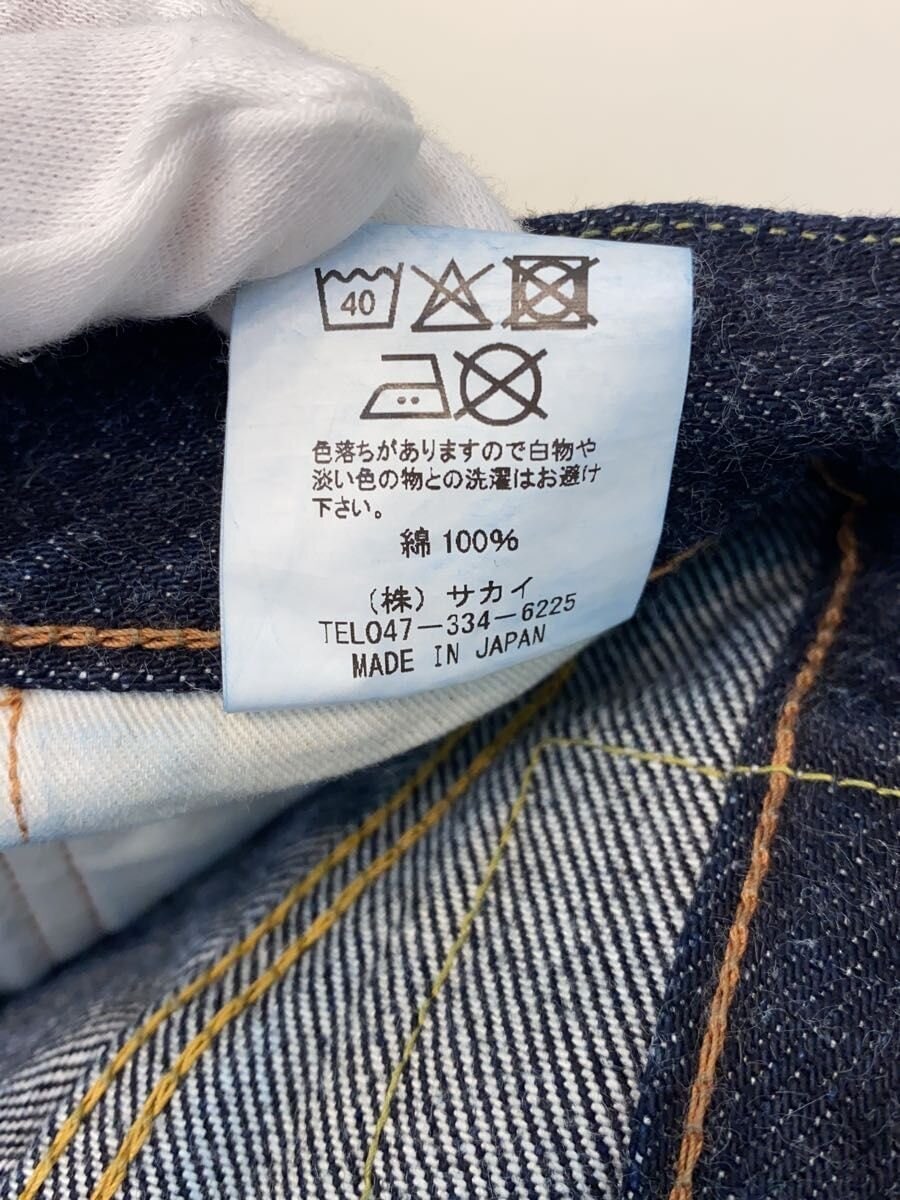 40
色落ちがありますので白物や
淡い色の物との洗濯はお避け
下さい。
綿 100%
(株) サカイ
TEL047-334-6225
MADE IN JAPAN